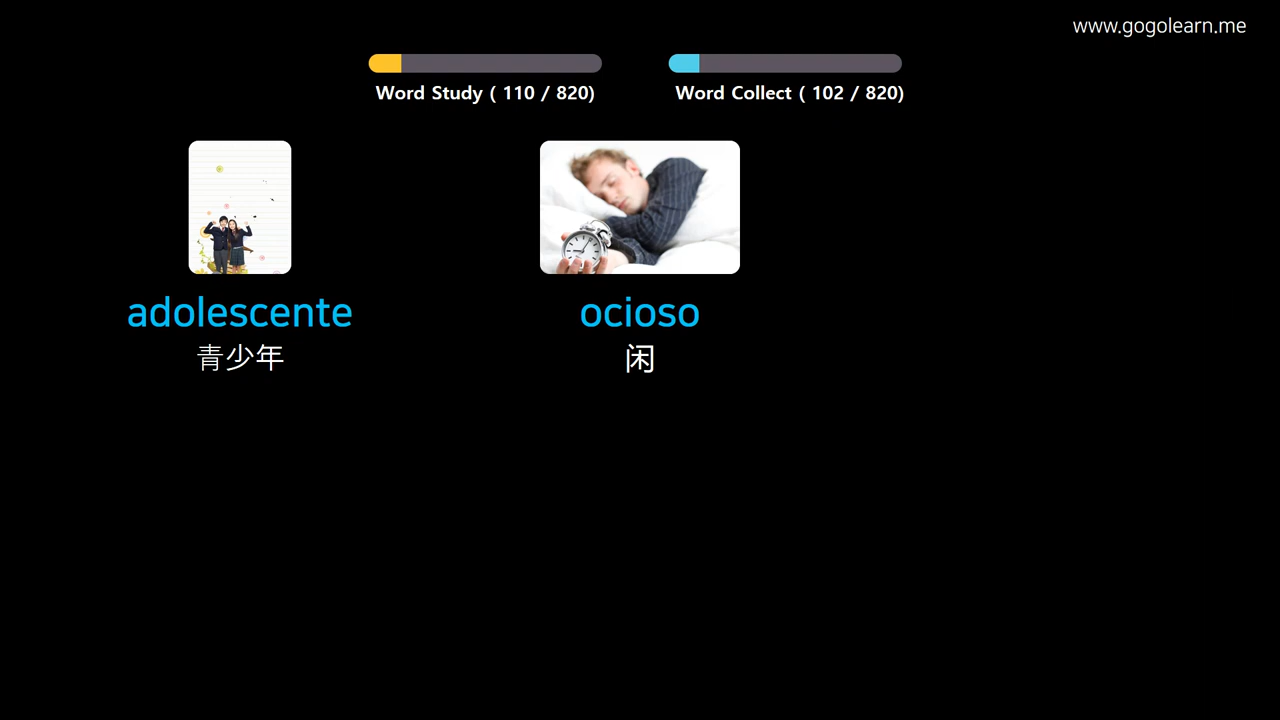 www.gogolearn.me
Word Study ( 110 / 820)
Word Collect ( 102 / 820)
adolescente
青少年
ocioso
闲